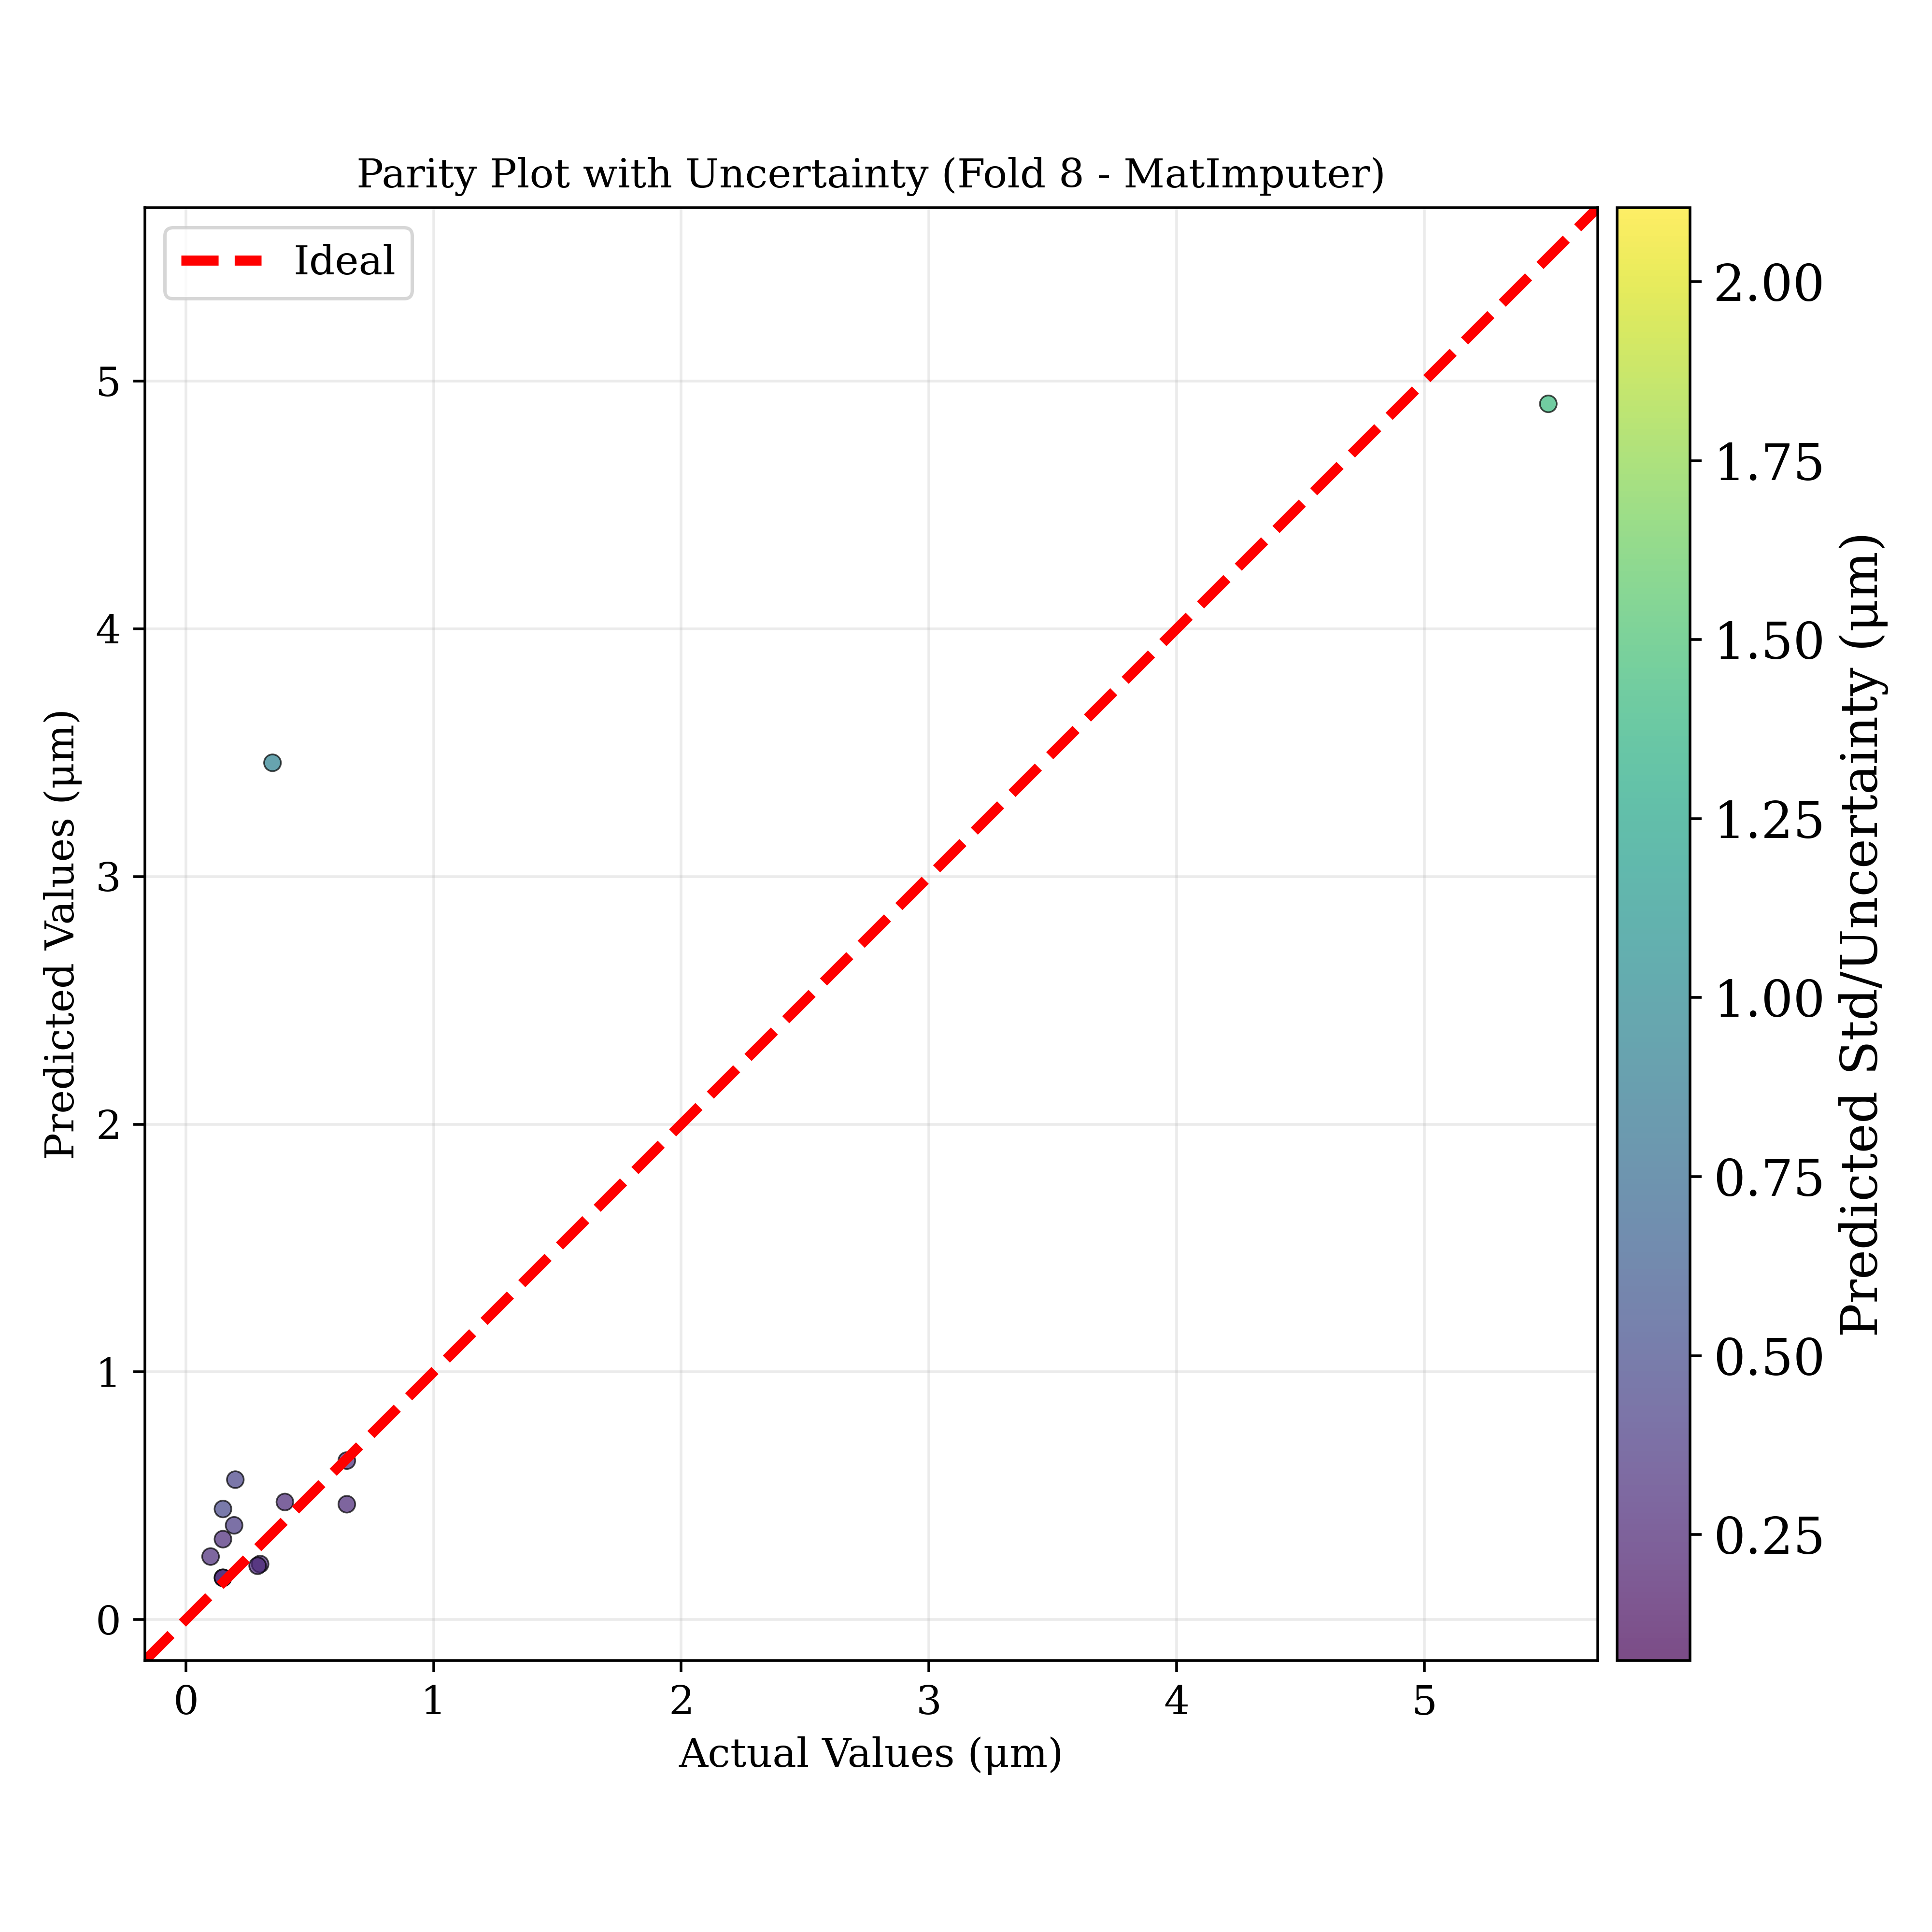 Parity Plot with Uncertainty (Fold 8 - MatImputer)
Ideal
Predicted Values (μm)
5
4
3
2
1
0
0 1 2 3 4 5
Actual Values (μm)
2.00
1.75
1.50
1.25
1.00
0.75
0.50
0.25
Predicted Std/Uncertainty (μm)